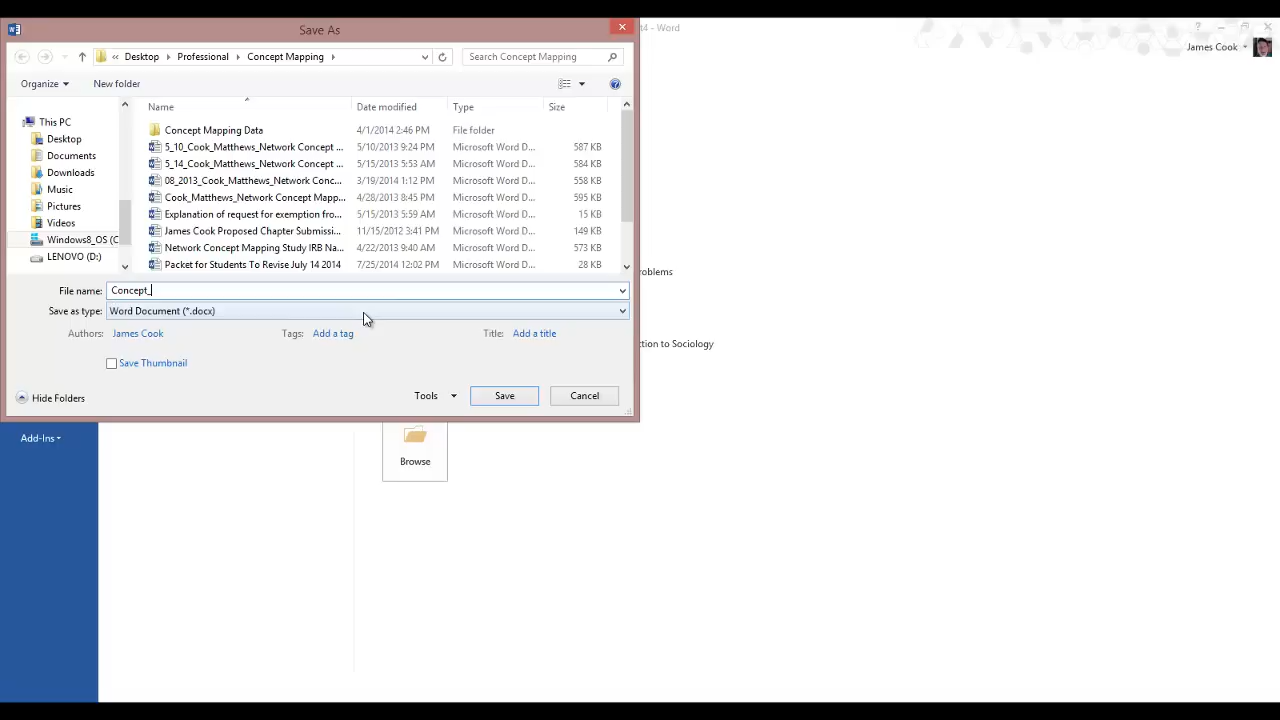 Save As
t4 - Word
James Cook
« Desktop Professional Concept Mapping
Search Concept Mapping
Organize New folder
Name Date modified Type Size
This PC
Desktop
Documents
Downloads
Music
Pictures
Videos
Windows8_OS (C
LENOVO (D:)
Concept Mapping Data 4/1/2014 2:46 PM File folder
5_10_Cook_Matthews_Network Concept ... 5/10/2013 9:24 PM Microsoft Word D... 587 KB
5_14_Cook_Matthews_Network Concept ... 5/15/2013 5:53 AM Microsoft Word D... 584 KB
08_2013_Cook_Matthews_Network Conc... 3/19/2014 1:12 PM Microsoft Word D... 558 KB
Cook_Matthews_Network Concept Mapp... 4/28/2013 8:45 PM Microsoft Word D... 595 KB
Explanation of request for exemption fro... 5/15/2013 5:59 AM Microsoft Word D... 15 KB
James Cook Proposed Chapter Submissi... 11/15/2012 3:41 PM Microsoft Word D... 149 KB
Network Concept Mapping Study IRB Na... 4/22/2013 9:40 AM Microsoft Word D... 573 KB
Packet for Students To Revise July 14 2014 7/25/2014 12:02 PM Microsoft Word D... 28 KB
File name: Concept_
Save as type: Word Document (*.docx)
Authors: James Cook Tags: Add a tag Title: Add a title
Save Thumbnail
Hide Folders Tools Save Cancel
oblems
ction to Sociology
Add-Ins
Browse